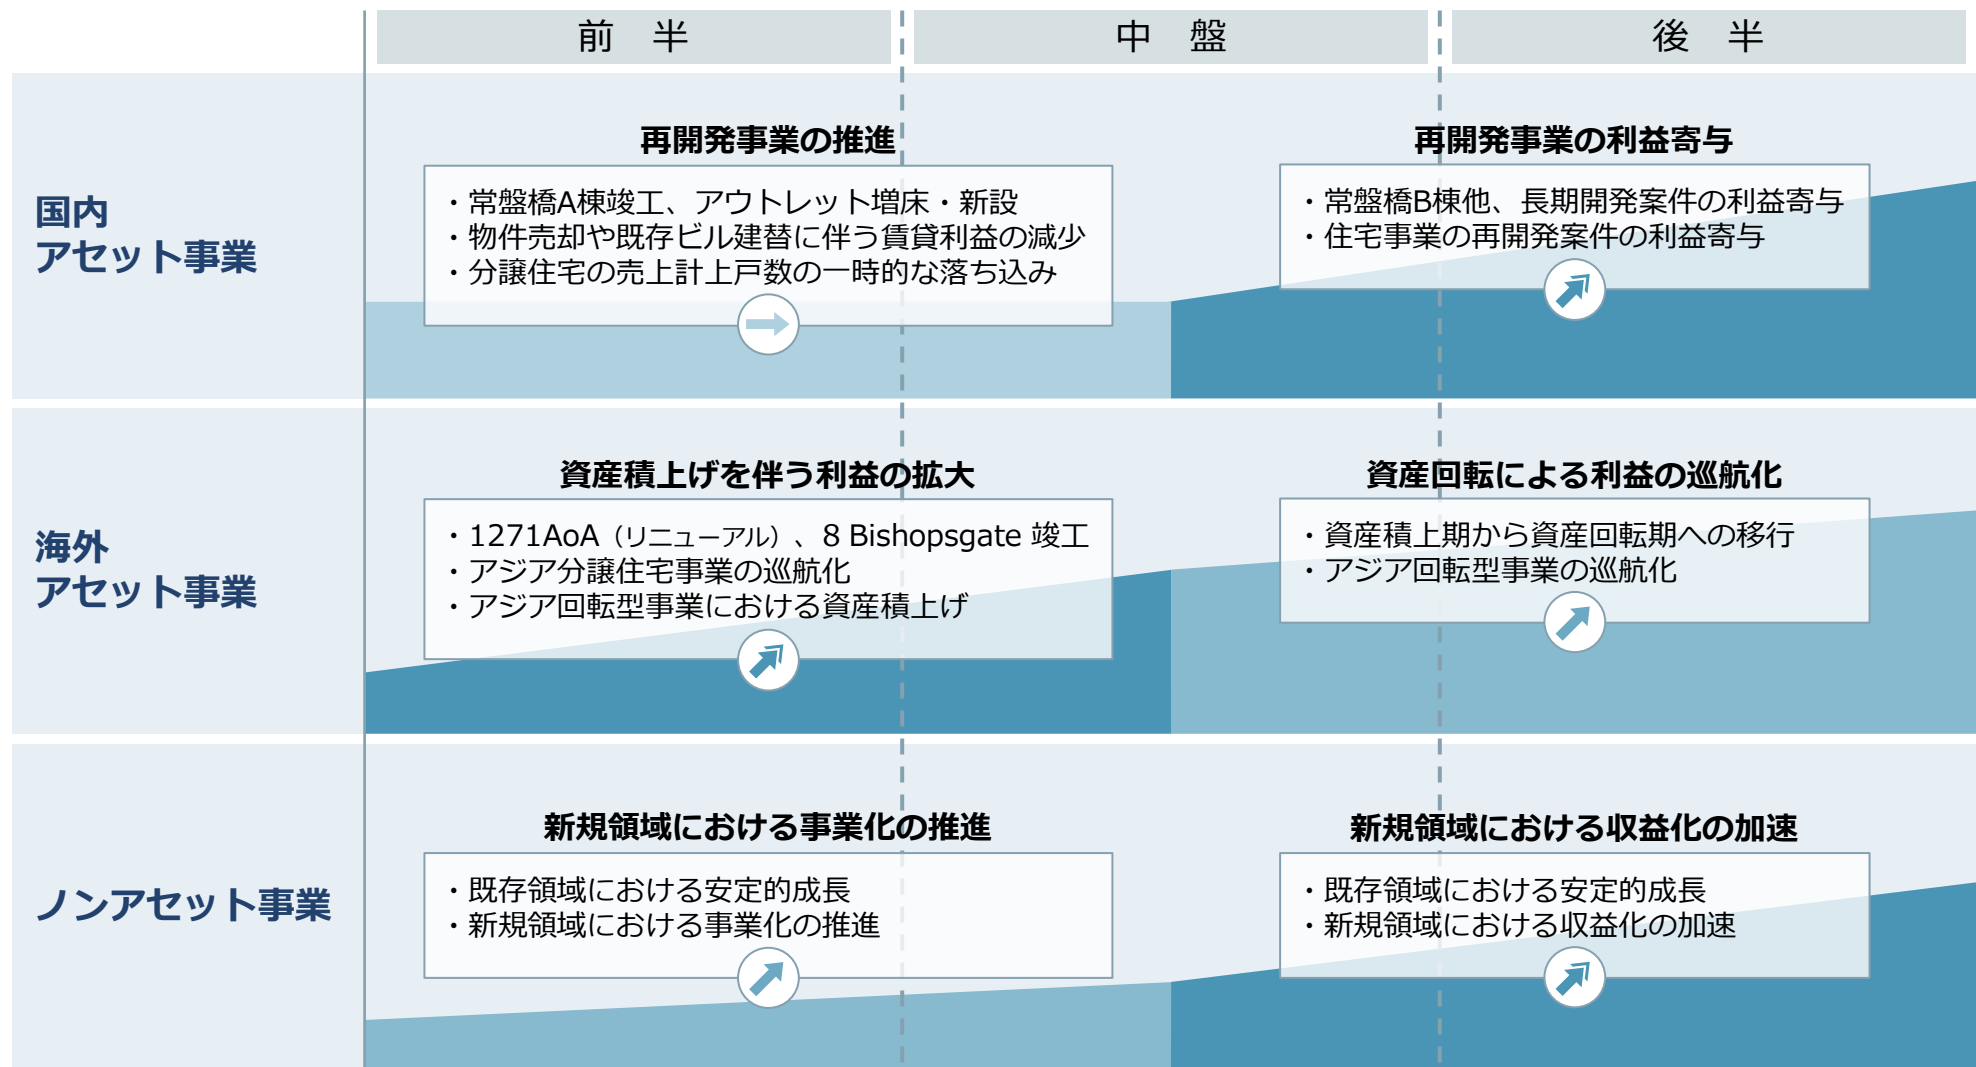 前　半
中　盤
後　半
国内
アセット事業
再開発事業の推進
・常盤橋A棟竣工、アウトレット増床・新設
・物件売却や既存ビル建替に伴う賃貸利益の減少
・分譲住宅の売上計上戸数の一時的な落ち込み
再開発事業の利益寄与
・常盤橋B棟他、長期開発案件の利益寄与
・住宅事業の再開発案件の利益寄与
海外
アセット事業
資産積上げを伴う利益の拡大
・1271AoA（リニューアル）、8 Bishopsgate 竣工
・アジア分譲住宅事業の巡航化
・アジア回転型事業における資産積上げ
資産回転による利益の巡航化
・資産積上期から資産回転期への移行
・アジア回転型事業の巡航化
ノンアセット事業
新規領域における事業化の推進
・既存領域における安定的成長
・新規領域における事業化の推進
新規領域における収益化の加速
・既存領域における安定的成長
・新規領域における収益化の加速